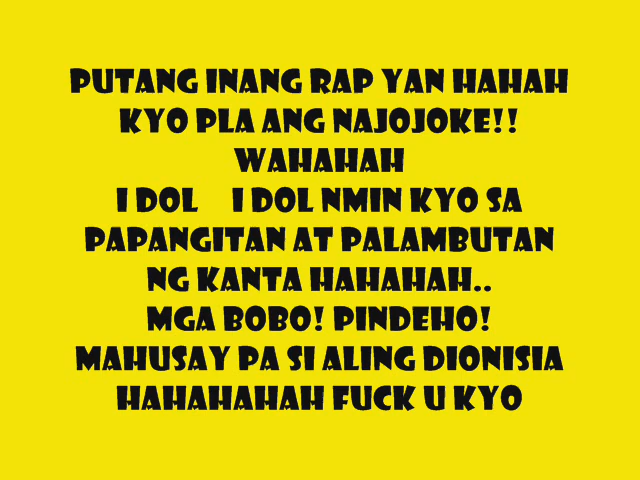 PUTANG INANG RAP YAN HAHAH
KYO PLA ANG NAJOJOKE!!
WAHAHAH
I DOL I DOL NMIN KYO SA
PAPANGITAN AT PALAMBUTAN
NG KANTA HAHAHAH..
MGA BOBO! PINDEHO!
MAHUSAY PA SI ALING DIONISIA
HAHAHAHAH FUCK U KYO